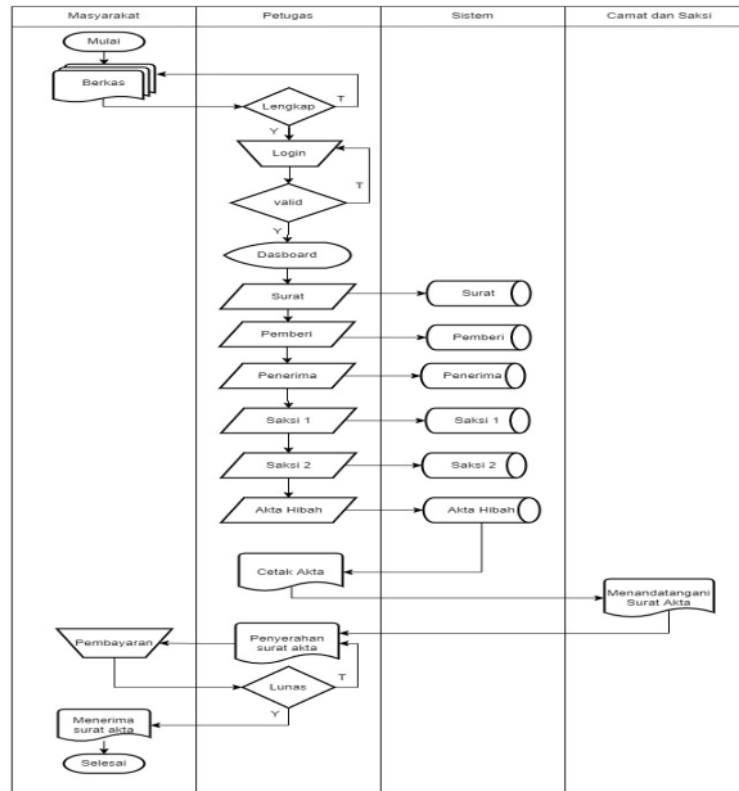 Masyarakat
Petugas
Sistem
Camat dan Saksi
Mulai
Berkas
Lengkap
T
Y
Login
T
valid
Y
Dasboard
Surat
Surat
Pemberi
Pemberi
Penerima
Penerima
Saksi 1
Saksi 1
Saksi 2
Saksi 2
Akta Hibah
Akta Hibah
Cetak Akta
Menandatangani
Surat Akta
Pembayaran
Penyerahan
surat akta
Lunas
T
Y
Menerima
surat akta
Selesai